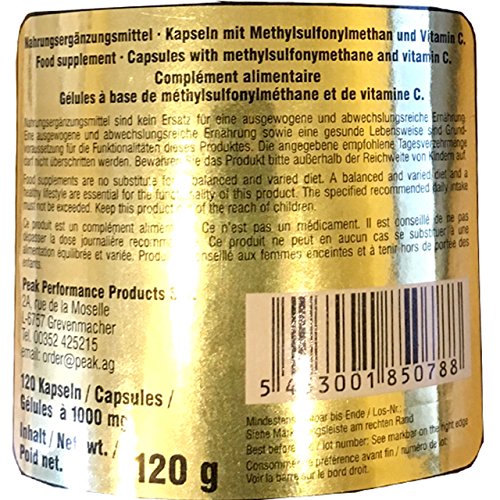 Nahrungsergänzungsmittel · Kapseln mit Methylsulfonylmethan und Vitamin C.
Food supplement · Capsules with methylsulfonymethane and vitamin C.
Complément alimentaire
Gélules à base de méthylsulfonylméthane et de vitamine C.
Nahrungsergänzungsmittel sind kein Ersatz für eine ausgewogene und abwechslungsreiche Ernährung.
Eine ausgewogene und abwechslungsreiche Ernährung sowie eine gesunde Lebensweise sind Grund-
voraussetzung für die Funktionalitäten dieses Produktes. Die angegebene empfohlene Tagesverzehrmenge
darf nicht überschritten werden. Bewahren Sie das Produkt bitte außerhalb der Reichweite von Kindern auf
Food supplements are no substitute for balanced and varied diet. A balanced and varied diet and a
healthy lifestyle are essential for the functionality of this product. The specified recommended daily intake
must not be exceeded. Keep this product out of the reach of children.
Ce produit est un complément alimentaire. Ce n'est pas un médicament. Il est conseillé de ne pas
dépasser la dose journalière recommandée. Ce produit ne peut en aucun cas se substituer à une
alimentation équilibrée et variée. Produit conseillé aux femmes enceintes et à tenir hors de portée des
enfants.
Peak Performance Products
2A, rue de la Moselle
L-6757 Grevenmacher
Tel: 00352 425215
email: order@peak.ag
120 Kapseln / Capsules /
Gélules à 1000 mg
Inhalt / Net wt. /
Poid net. 120 g
5 453001 850788
Mindestens bar bis Ende / Los-Nr.:
Siehe Markierungsleiste am rechten Rand
Best before / lot number: See markbar on the right edge
Consommer de préférence avant fin / numéro de lot:
Voir la barre sur le bord droit.